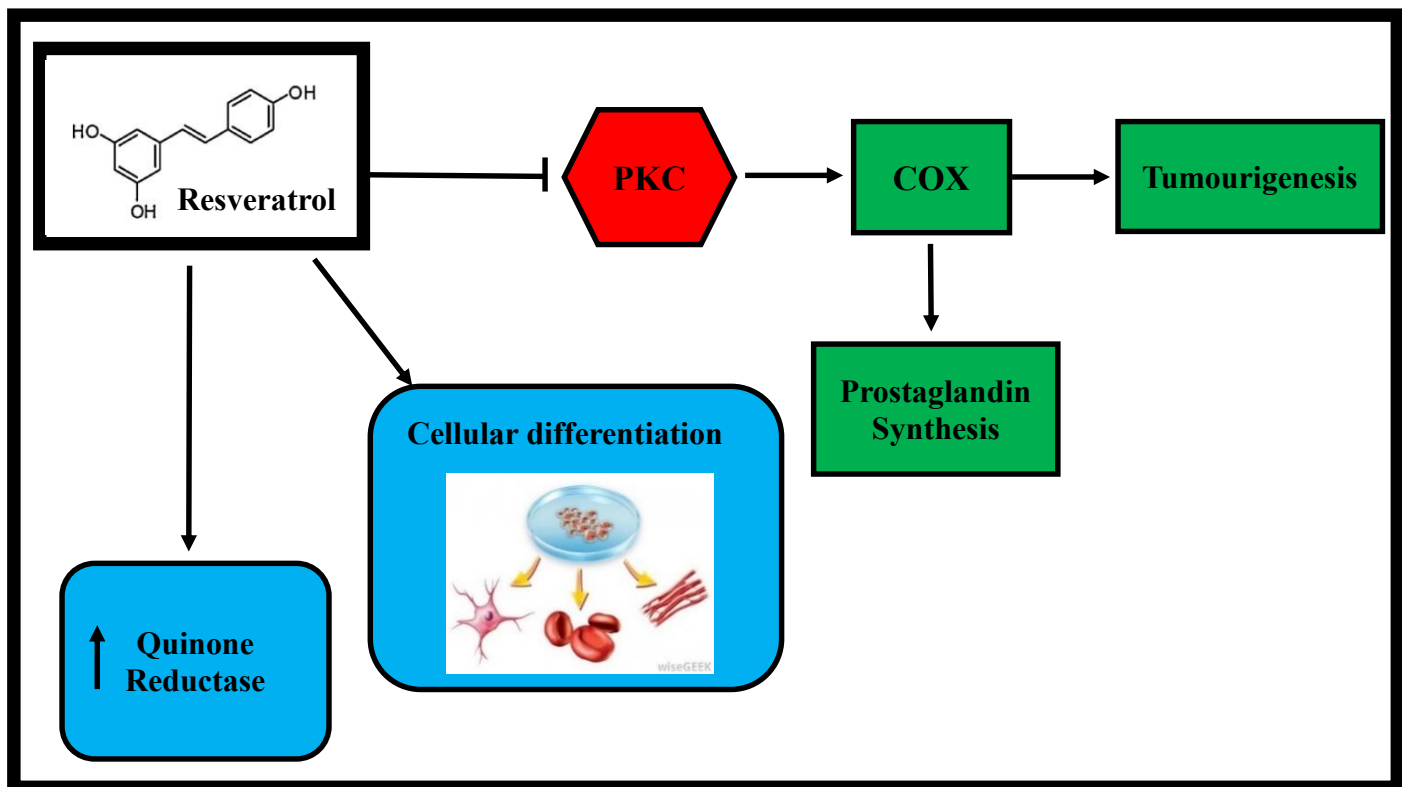 OH
HO
OH
Resveratrol
PKC
COX
Tumourigenesis
Prostaglandin
Synthesis
Cellular differentiation
wiseGEEK
Quinone
Reductase